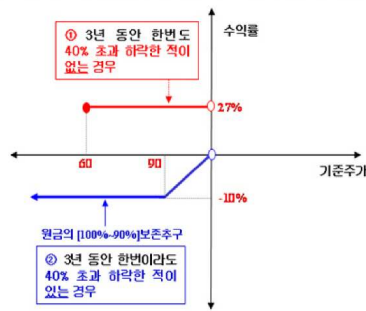 ① 3년 동안 한번도
40% 초과 하락한 적이
없는 경우
수익률
27%
60
90
기준주가
-10%
원금의 [100%~90%]보존추구
② 3년 동안 한번이라도
40% 초과 하락한 적이
있는 경우